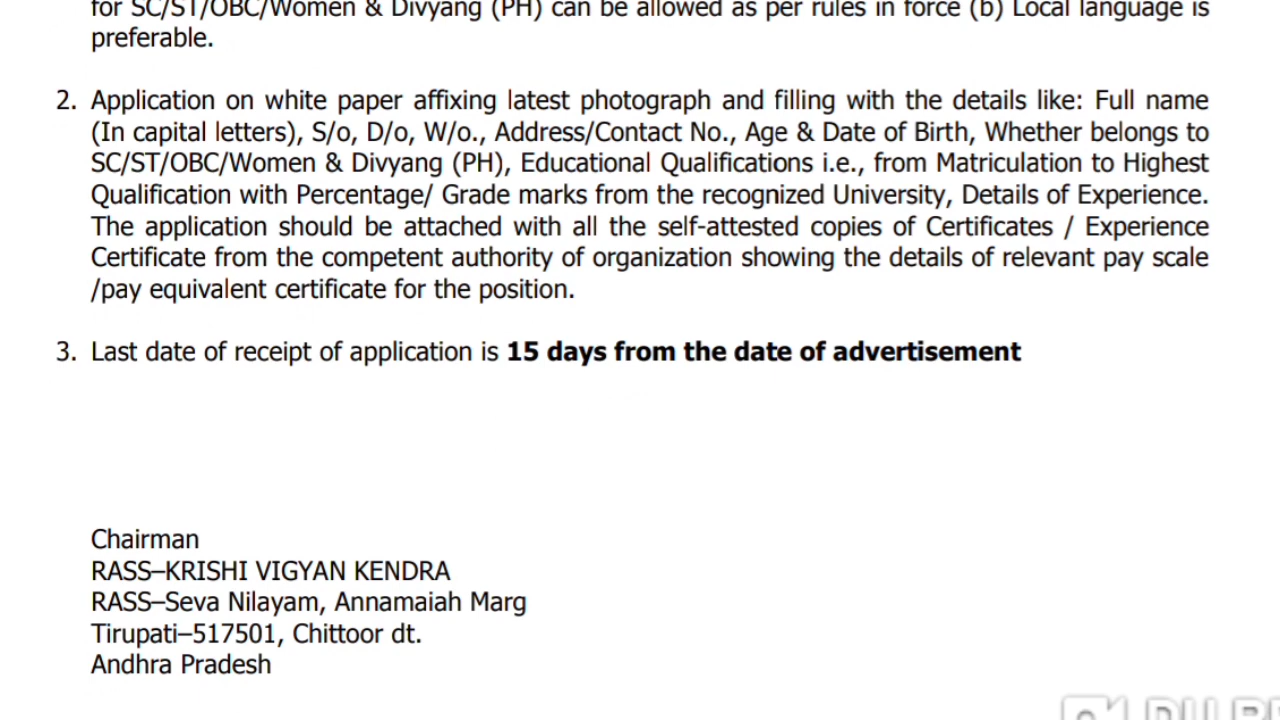 for SC/ST/OBC/Women & Divyang (PH) can be allowed as per rules in force (b) Local language is
preferable.
2. Application on white paper affixing latest photograph and filling with the details like: Full name
(In capital letters), S/o, D/o, W/o., Address/Contact No., Age & Date of Birth, Whether belongs to
SC/ST/OBC/Women & Divyang (PH), Educational Qualifications i.e., from Matriculation to Highest
Qualification with Percentage/ Grade marks from the recognized University, Details of Experience.
The application should be attached with all the self-attested copies of Certificates / Experience
Certificate from the competent authority of organization showing the details of relevant pay scale
/pay equivalent certificate for the position.
3. Last date of receipt of application is 15 days from the date of advertisement
Chairman
RASS–KRISHI VIGYAN KENDRA
RASS–Seva Nilayam, Annamaiah Marg
Tirupati–517501, Chittoor dt.
Andhra Pradesh